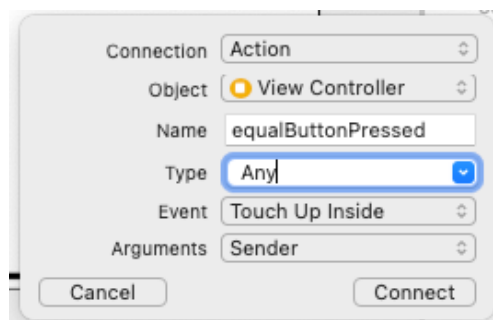 Connection Action
Object View Controller
Name equalButtonPressed
Type Any
Event Touch Up Inside
Arguments Sender
Cancel Connect